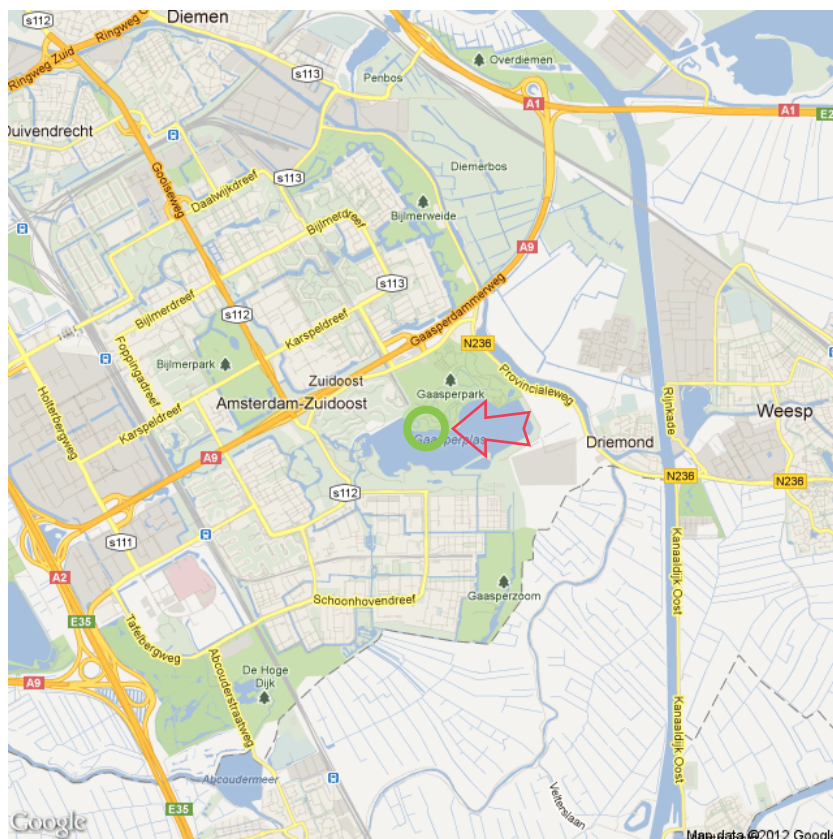 s112
Diemen
Ringweg Zuid
s113
Penbos
Overdiemen
A1
A1
Duivendrecht
Gooiseweg
s113
Daalwijkdreef
Diemerbos
Bijlmerweide
Bijlmerdreef
A9
s113
s112
Bijlmerdreef
Karspeldreef
Gaasperdammerweg
N236
Foppingadreef
Bijlmerpark
Zuidoost
Gaasperpark
Provincialeweg
Holterbergweg
Amsterdam-Zuidoost
Rijnkade
Weesp
Karspeldreef
Gaasperplas
Driemond
A9
N236
N236
s112
s111
Kanaaldijk Oost
A2
Gaasperzoom
Schoonhovendreef
E35
Tafelbergweg
Abcouderstraatweg
De Hoge
Dijk
A9
Kanaaldijk Oost
Abcoudermeer
E35
Velterslaan
Google
Map data ©2012 Google